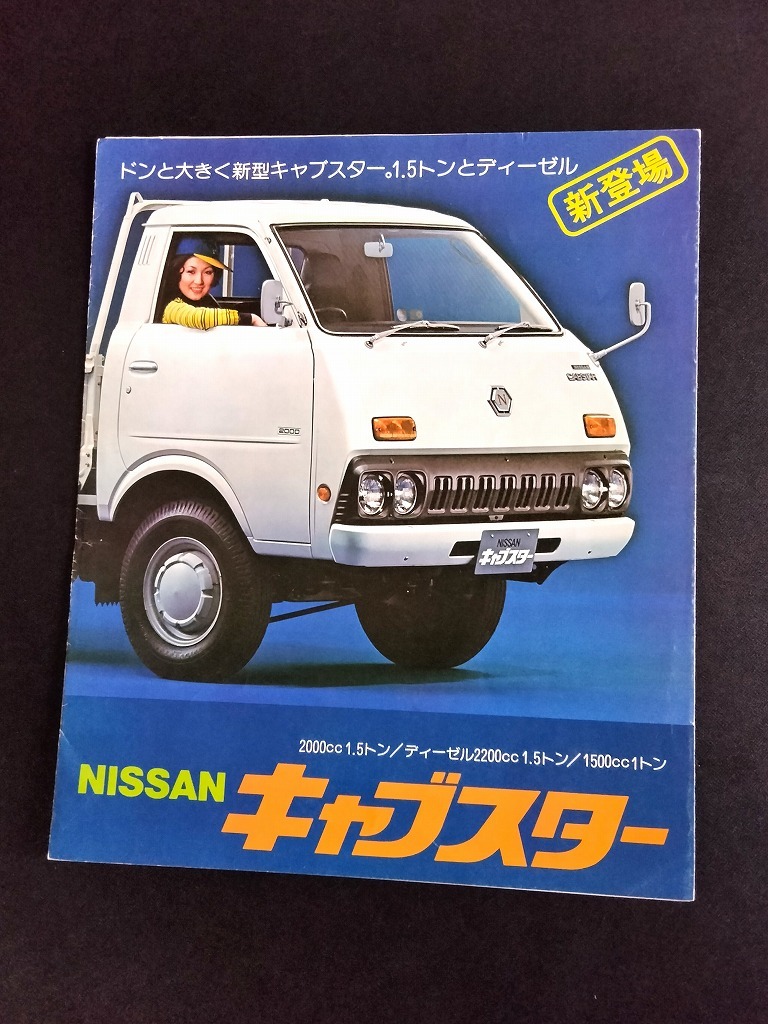 ドンと大きく新型キャブスター。1.5トンとディーゼル
新登場
2000
NISSAN
CABSTAR
N
NISSAN
キャブスター
2000cc 1.5トン/ディーゼル2200cc 1.5トン/1500cc 1トン
NISSAN キャブスター